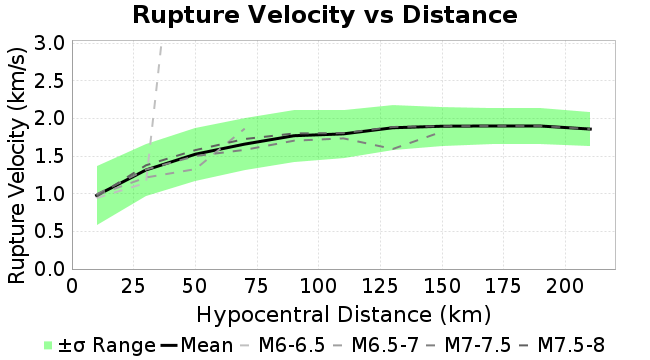 Rupture Velocity vs Distance
Rupture Velocity (km/s)
3.0
2.5
2.0
1.5
1.0
0.5
0.0
0 25 50 75 100 125 150 175 200
Hypocentral Distance (km)
±σ Range Mean M6-6.5 M6.5-7 M7-7.5 M7.5-8